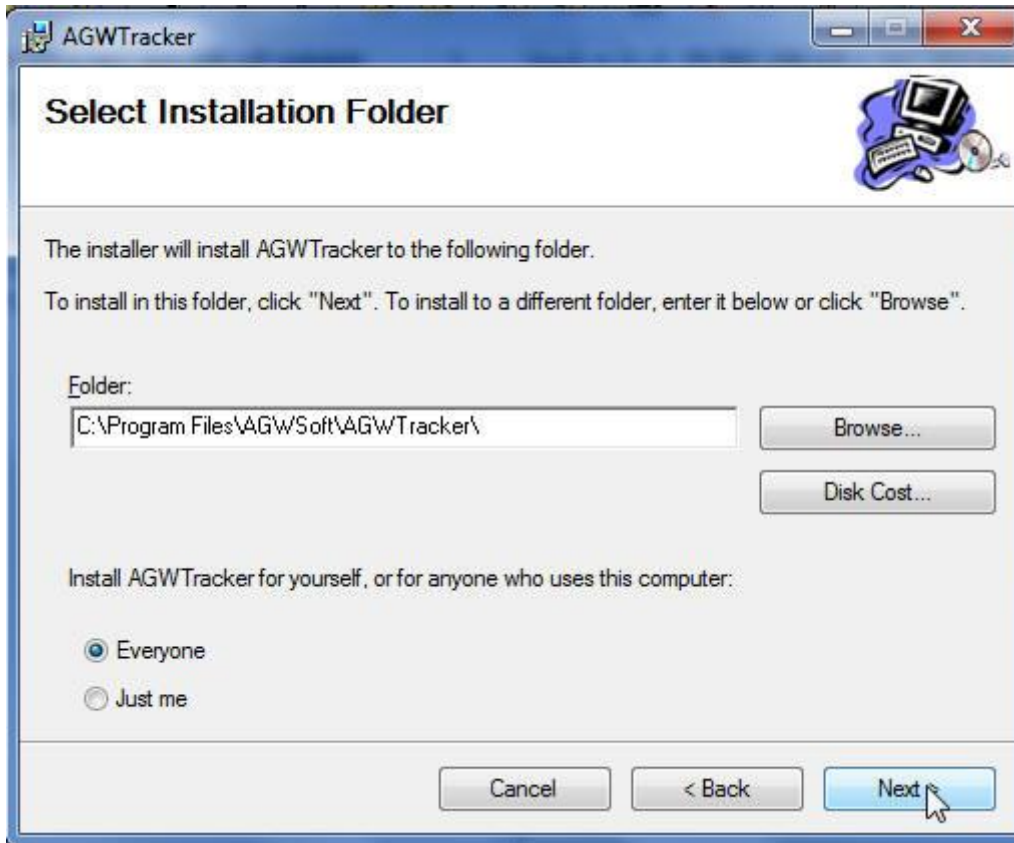 AGWTracker
Select Installation Folder
The installer will install AGWTracker to the following folder.
To install in this folder, click "Next". To install to a different folder, enter it below or click "Browse".
Folder:
C:\Program Files\AGWSoft\AGWTracker\
Browse...
Disk Cost...
Install AGWTracker for yourself, or for anyone who uses this computer:
Everyone
Just me
Cancel
< Back
Next >